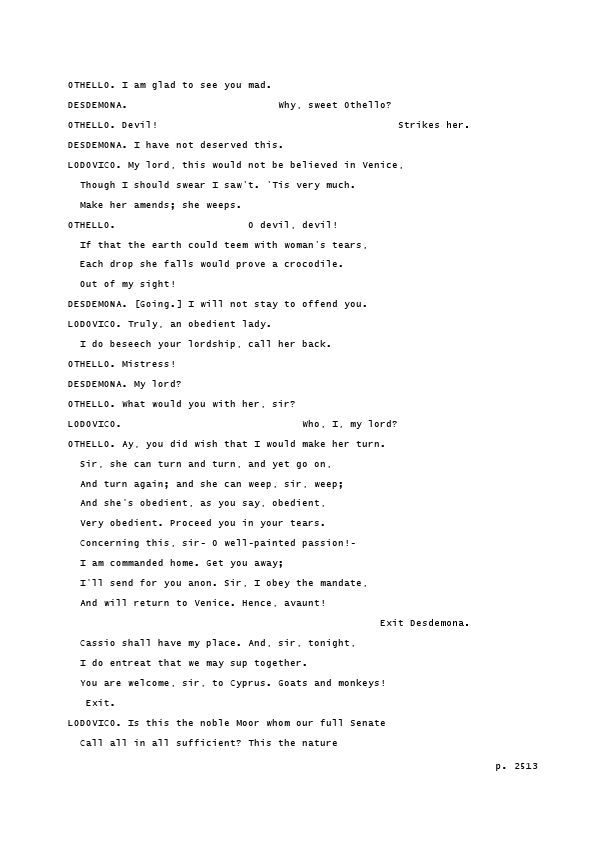 OTHELLO. I am glad to see you mad.
DESDEMONA.                         Why, sweet Othello?
OTHELLO. Devil!                                        Strikes her.
DESDEMONA. I have not deserved this.
LODOVICO. My lord, this would not be believed in Venice,
  Though I should swear I saw't. 'Tis very much.
  Make her amends; she weeps.
OTHELLO.                      O devil, devil!
  If that the earth could teem with woman's tears,
  Each drop she falls would prove a crocodile.
  Out of my sight!
DESDEMONA. [Going.] I will not stay to offend you.
LODOVICO. Truly, an obedient lady.
  I do beseech your lordship, call her back.
OTHELLO. Mistress!
DESDEMONA. My lord?
OTHELLO. What would you with her, sir?
LODOVICO.                              Who, I, my lord?
OTHELLO. Ay, you did wish that I would make her turn.
  Sir, she can turn and turn, and yet go on,
  And turn again; and she can weep, sir, weep;
  And she's obedient, as you say, obedient,
  Very obedient. Proceed you in your tears.
  Concerning this, sir- O well-painted passion!-
  I am commanded home. Get you away;
  I'll send for you anon. Sir, I obey the mandate,
  And will return to Venice. Hence, avaunt!
                                                    Exit Desdemona.
  Cassio shall have my place. And, sir, tonight,
  I do entreat that we may sup together.
  You are welcome, sir, to Cyprus. Goats and monkeys!
   Exit.
LODOVICO. Is this the noble Moor whom our full Senate
  Call all in all sufficient? This the nature
p. 2513